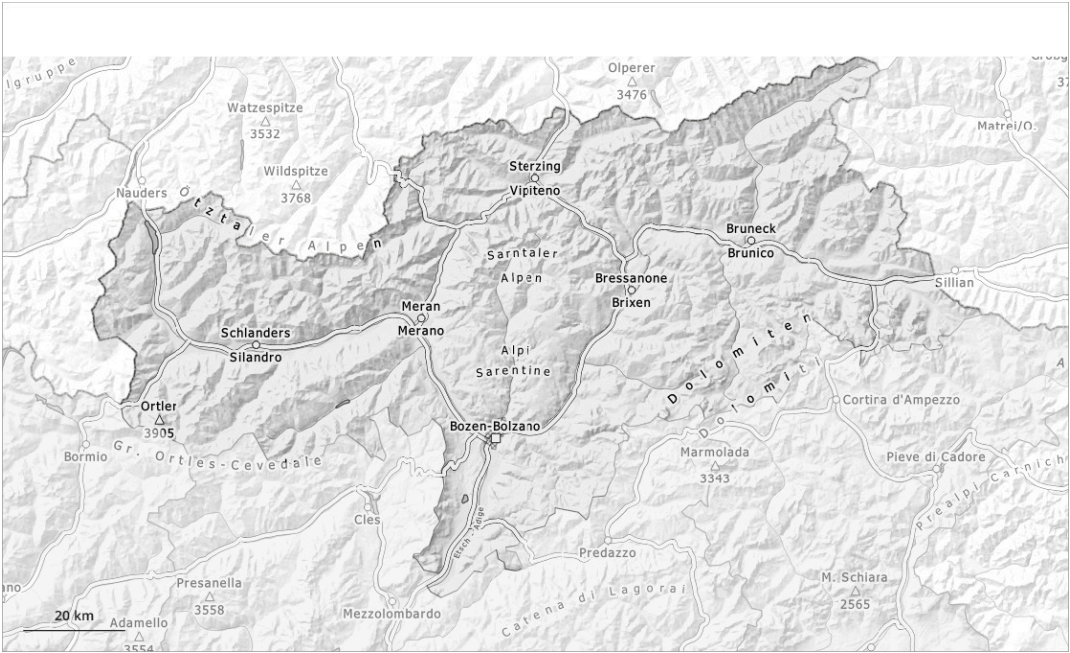 lgruppe
Olperer
3476
Watzespitze
3532
Matrei/O.
Sterzing
Vipiteno
Wildspitze
3768
Nauders
Ötztaler Alpen
Bruneck
Brunico
Sarntaler
Alpen
Bressanone
Brixen
Sillian
Meran
Merano
Schlanders
Silandro
Alpi
Sarentine
Dolomiten
Dolomiti
Ortler
3905
Cortina d'Ampezzo
Bozen-Bolzano
Gr. Ortles-Cevedale
Bormio
Marmolada
3343
Pieve di Cadore
Prealpi Carnich
Cles
Etsch - Adige
Predazzo
Presanella
3558
M. Schiara
2565
Catena di Lagorai
Mezzolombardo
20 km
Adamello
3554